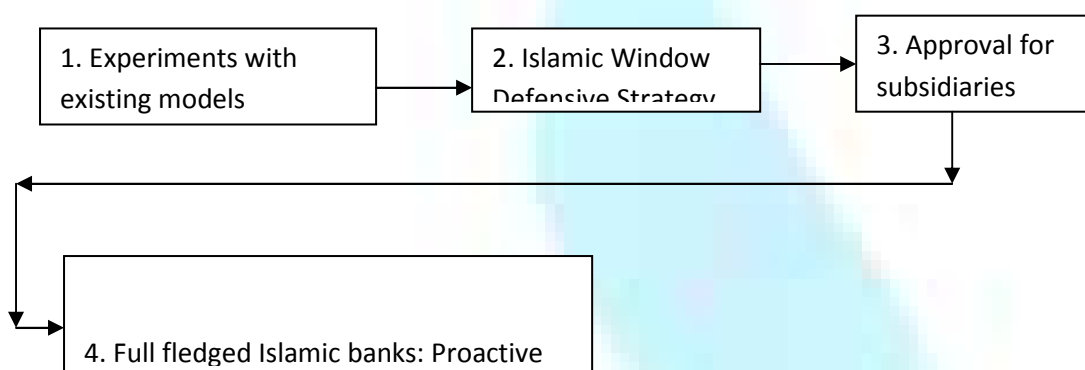 1. Experiments with
existing models
2. Islamic Window
Defensive Strategy
3. Approval for
subsidiaries
4. Full fledged Islamic banks: Proactive